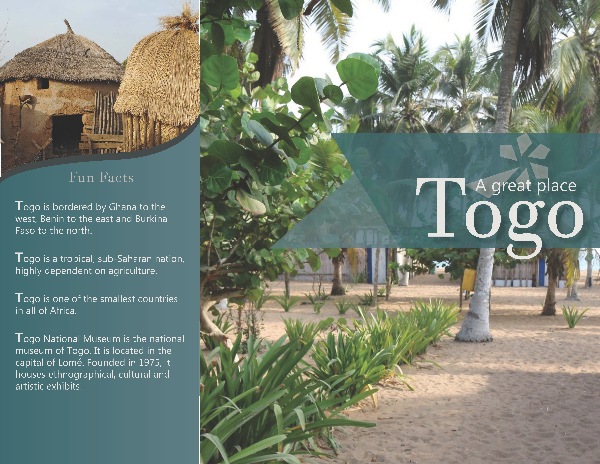 Fun Facts
Togo is bordered by Ghana to the
west, Benin to the east and Burkina
Faso to the north.
Togo is a tropical, sub-Saharan nation,
highly dependent on agriculture.
Togo is one of the smallest countries
in all of Africa.
Togo National Museum is the national
museum of Togo. It is located in the
capital of Lomé. Founded in 1975, it
houses ethnographical, cultural and
artistic exhibits
A great place
Togo